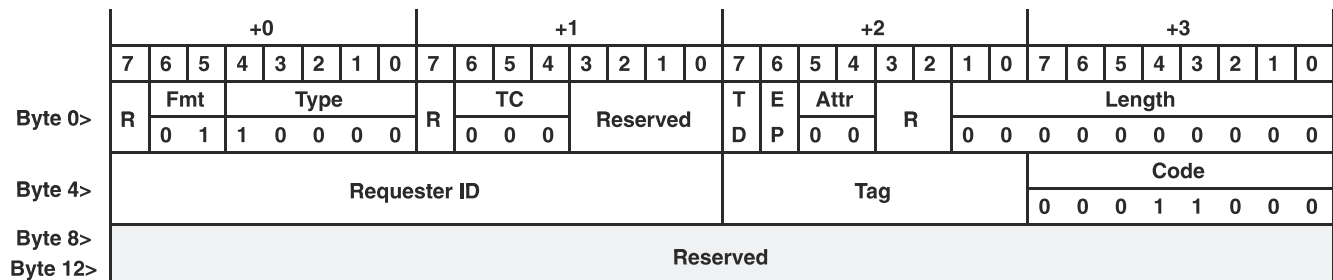 +0 +1 +2 +3
7 6 5 4 3 2 1 0 7 6 5 4 3 2 1 0 7 6 5 4 3 2 1 0 7 6 5 4 3 2 1 0
Byte 0> R Fmt Type R TC Reserved T E Attr R Length
0 1 1 0 0 0 0 0 0 0 D P 0 0 0 0 0 0 0 0 0 0 0 0
Byte 4> Requester ID Tag Code
0 0 0 1 1 0 0 0
Byte 8> Reserved
Byte 12>